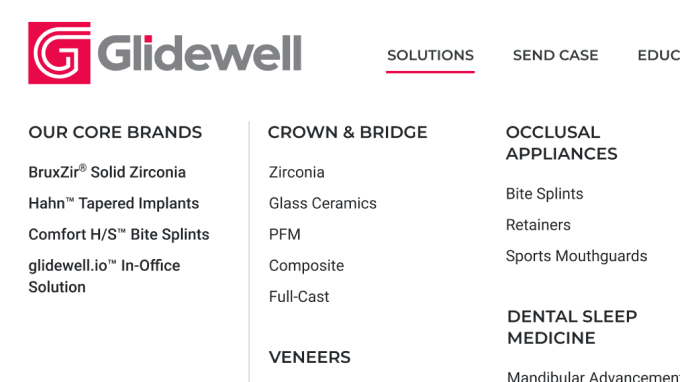 Glidewell
SOLUTIONS
SEND CASE
EDUC
OUR CORE BRANDS
BruxZir® Solid Zirconia
Hahn™ Tapered Implants
Comfort H/S™ Bite Splints
glidewell.io™ In-Office
Solution
CROWN & BRIDGE
Zirconia
Glass Ceramics
PFM
Composite
Full-Cast
VENEERS
OCCLUSAL
APPLIANCES
Bite Splints
Retainers
Sports Mouthguards
DENTAL SLEEP
MEDICINE
Mandibular Advancement